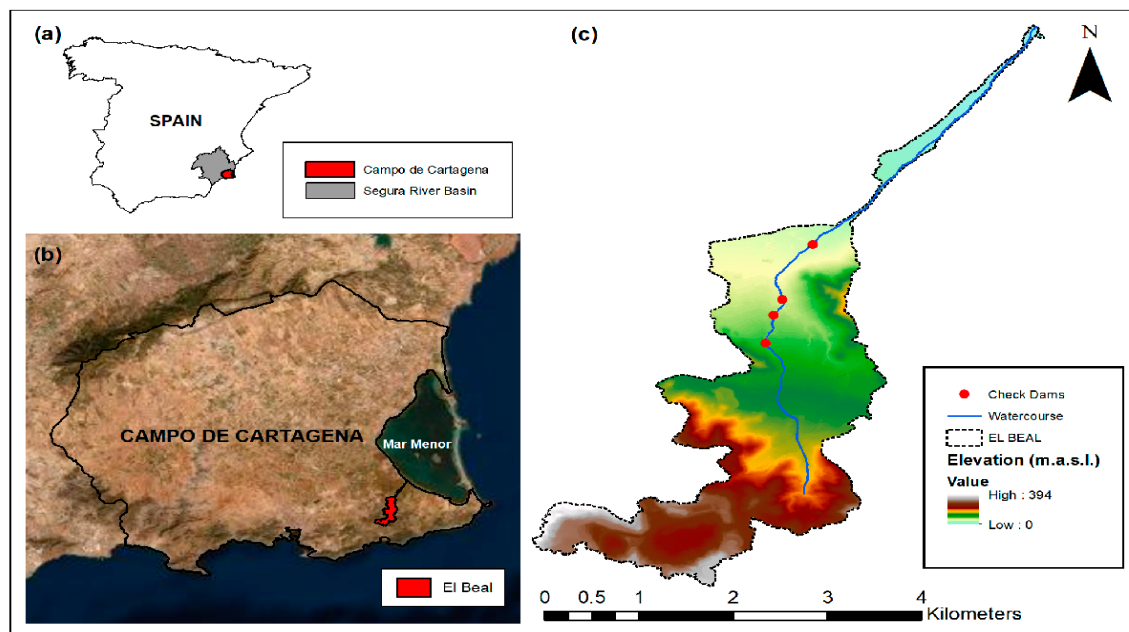 (a)
SPAIN
Campo de Cartagena
Segura River Basin
(b)
CAMPO DE CARTAGENA
Mar Menor
El Beal
(c)
N
Check Dams
Watercourse
EL BEAL
Elevation (m.a.s.l.)
Value
High : 394
Low : 0
0 0.5 1 2 3 4
Kilometers